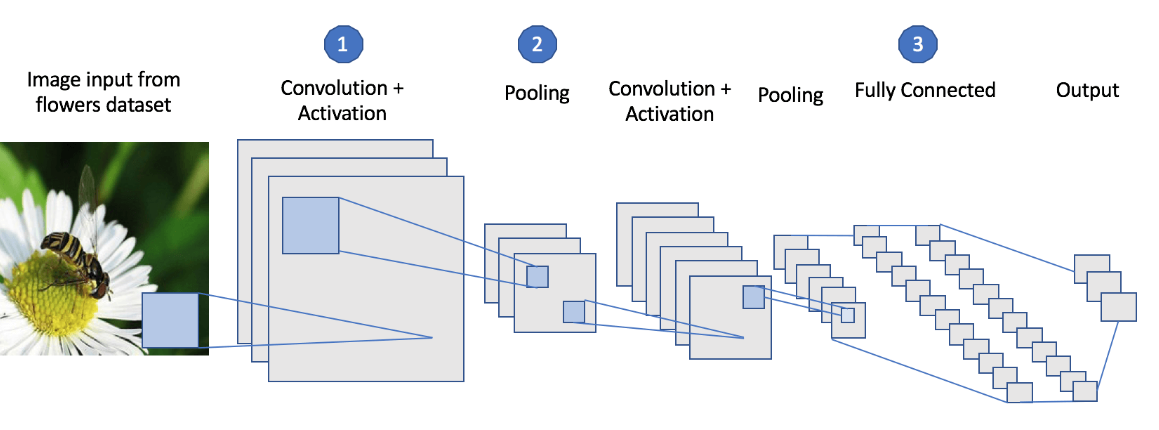 1
2
3
Image input from
flowers dataset
Convolution +
Activation
Pooling
Convolution +
Activation
Pooling
Fully Connected
Output